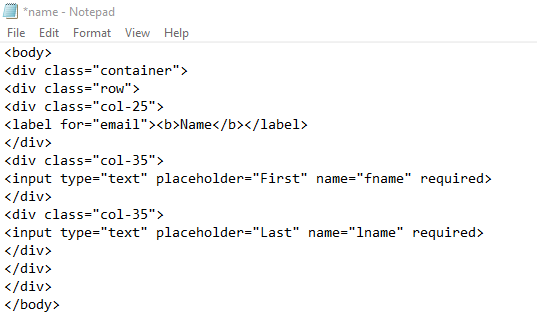 *name - Notepad
File Edit Format View Help
<body>
<div class="container">
<div class="row">
<div class="col-25">
<label for="email"><b>Name</b></label>
</div>
<div class="col-35">
<input type="text" placeholder="First" name="fname" required>
</div>
<div class="col-35">
<input type="text" placeholder="Last" name="lname" required>
</div>
</div>
</div>
</body>